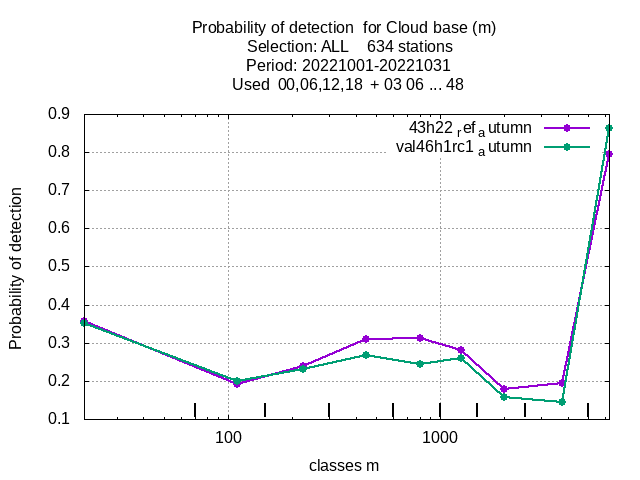 Probability of detection for Cloud base (m)
Selection: ALL 634 stations
Period: 20221001-20221031
Used 00,06,12,18 + 03 06 ... 48
43h22refautumn
val46h1rc1autumn
0.9
0.8
0.7
0.6
0.5
0.4
0.3
0.2
0.1
Probability of detection
100 1000
classes m